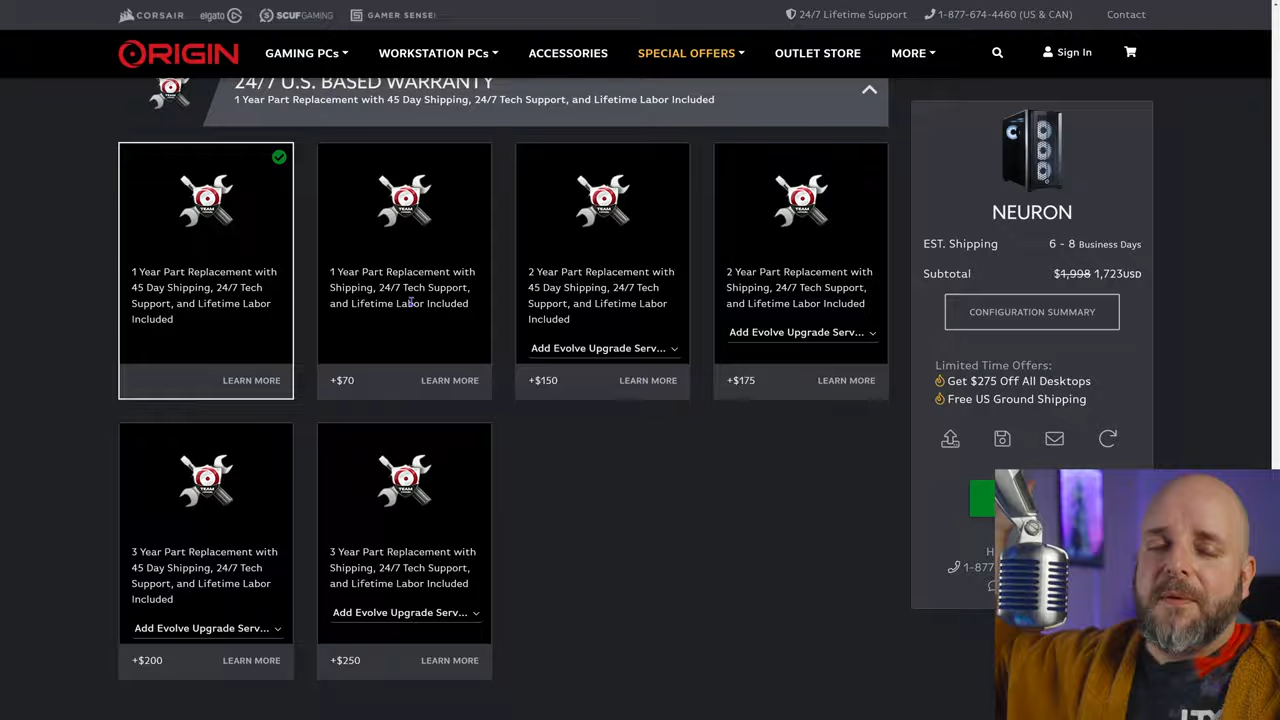 CORSAIR
elgato
SCUF GAMING
GAMER SENSEI
24/7 Lifetime Support
1-877-674-4460 (US & CAN)
Contact
ORIGIN
GAMING PCs
WORKSTATION PCs
ACCESSORIES
SPECIAL OFFERS
OUTLET STORE
MORE
Sign In
24/7 U.S. BASED WARRANTY
1 Year Part Replacement with 45 Day Shipping, 24/7 Tech Support, and Lifetime Labor Included
1 Year Part Replacement with
45 Day Shipping, 24/7 Tech
Support, and Lifetime Labor
Included
LEARN MORE
1 Year Part Replacement with
Shipping, 24/7 Tech Support,
and Lifetime Labor Included
+$70
LEARN MORE
2 Year Part Replacement with
45 Day Shipping, 24/7 Tech
Support, and Lifetime Labor
Included
Add Evolve Upgrade Serv...
+$150
LEARN MORE
2 Year Part Replacement with
Shipping, 24/7 Tech Support,
and Lifetime Labor Included
Add Evolve Upgrade Serv...
+$175
LEARN MORE
3 Year Part Replacement with
45 Day Shipping, 24/7 Tech
Support, and Lifetime Labor
Included
Add Evolve Upgrade Serv...
+$200
LEARN MORE
3 Year Part Replacement with
Shipping, 24/7 Tech Support,
and Lifetime Labor Included
Add Evolve Upgrade Serv...
+$250
LEARN MORE
NEURON
EST. Shipping 6 - 8 Business Days
Subtotal $1,998 1,723USD
CONFIGURATION SUMMARY
Limited Time Offers:
Get $275 Off All Desktops
Free US Ground Shipping